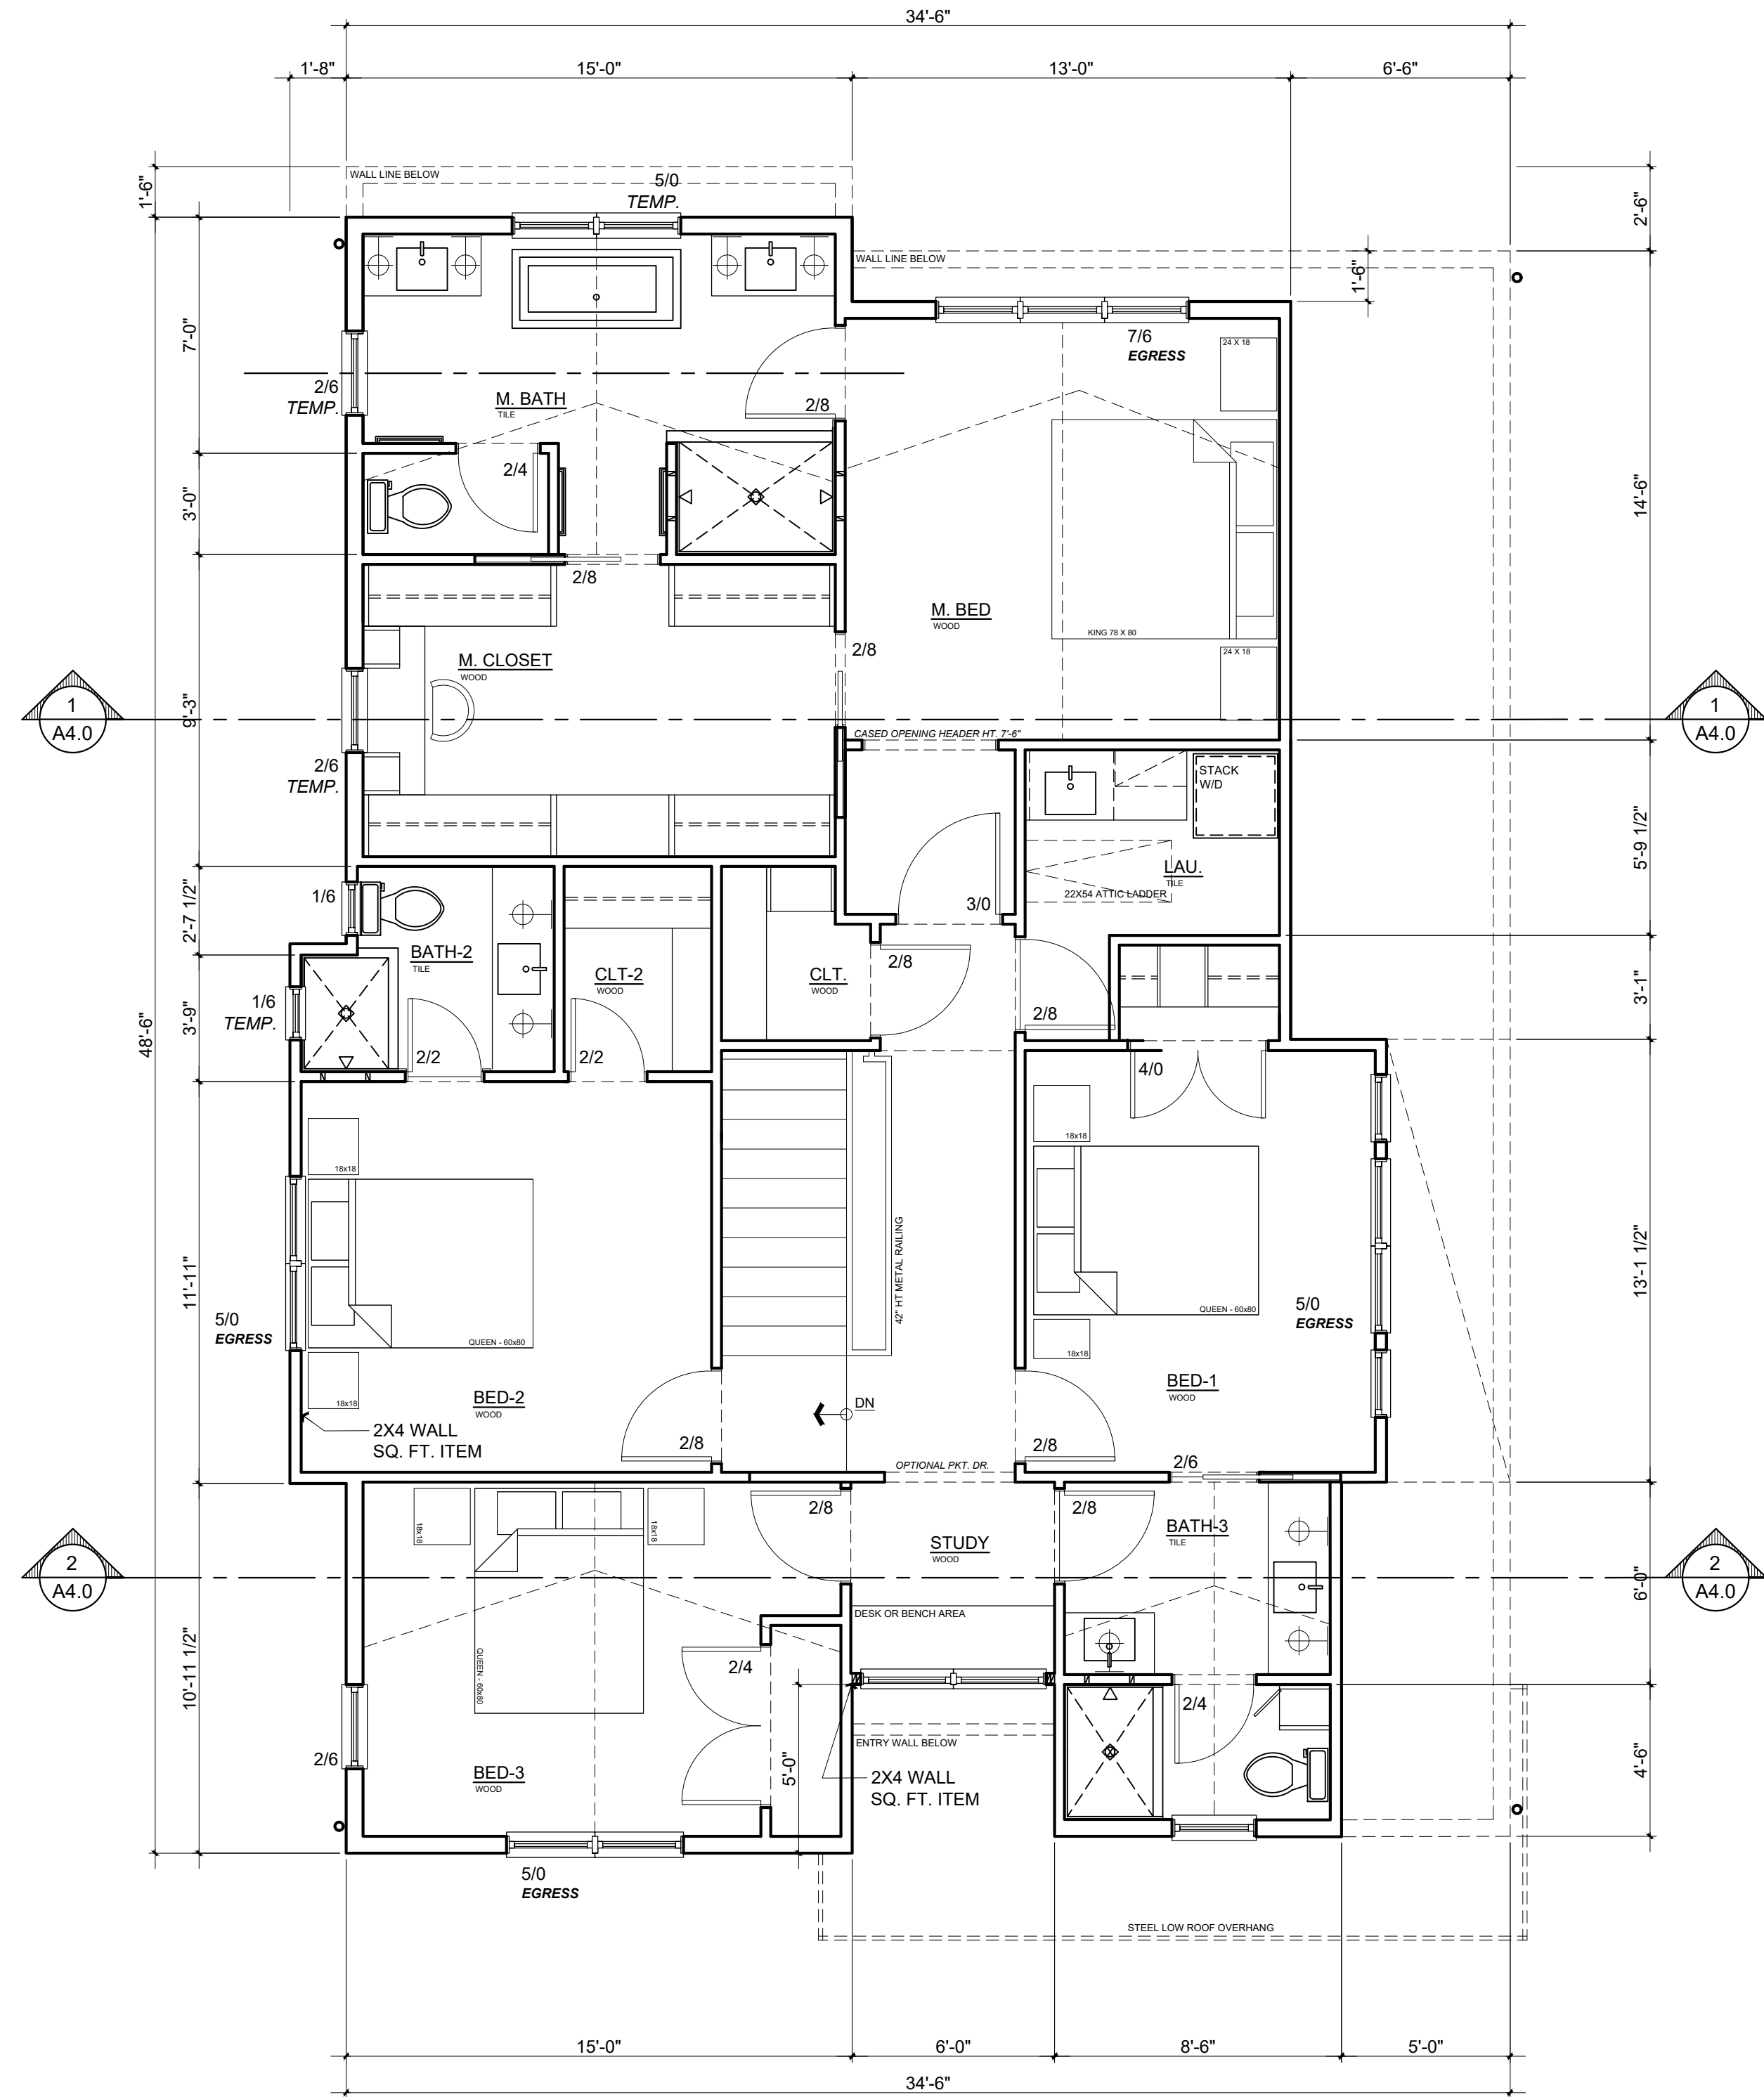 34'-6"
1'-8"
15'-0"
13'-0"
6'-6"
1'-6"
WALL LINE BELOW
5/0
TEMP.
2'-6"
WALL LINE BELOW
1'-6"
7'-0"
7/6
EGRESS
24 X 18
2/6
TEMP.
M. BATH
TILE
2/8
2/4
3'-0"
14'-6"
2/8
M. BED
WOOD
KING 78 X 80
M. CLOSET
WOOD
2/8
24 X 18
1
A4.0
9'-3"
1
A4.0
CASED OPENING HEADER HT. 7'-6"
2/6
TEMP.
STACK
W/D
5'-9 1/2"
LAU.
TILE
22X54 ATTIC LADDER
2'-7 1/2"
1/6
3/0
BATH-2
TILE
CLT-2
WOOD
CLT.
WOOD
2/8
3'-1"
1/6
TEMP.
3'-9"
48'-6"
2/8
2/2
2/2
4/0
18x18
18x18
42" HT METAL RAILING
11'-11"
13'-1 1/2"
5/0
EGRESS
QUEEN - 60x80
QUEEN - 60x80
5/0
EGRESS
18x18
18x18
BED-2
WOOD
BED-1
WOOD
DN
2X4 WALL
SQ. FT. ITEM
2/8
2/8
OPTIONAL PKT. DR.
2/6
18x18
18x18
2/8
2/8
STUDY
WOOD
BATH-3
TILE
2
A4.0
2
A4.0
6'-0"
DESK OR BENCH AREA
10'-11 1/2"
QUEEN - 60x80
2/4
2/4
2/6
BED-3
WOOD
5'-0"
ENTRY WALL BELOW
2X4 WALL
SQ. FT. ITEM
4'-6"
5/0
EGRESS
STEEL LOW ROOF OVERHANG
15'-0"
6'-0"
8'-6"
5'-0"
34'-6"